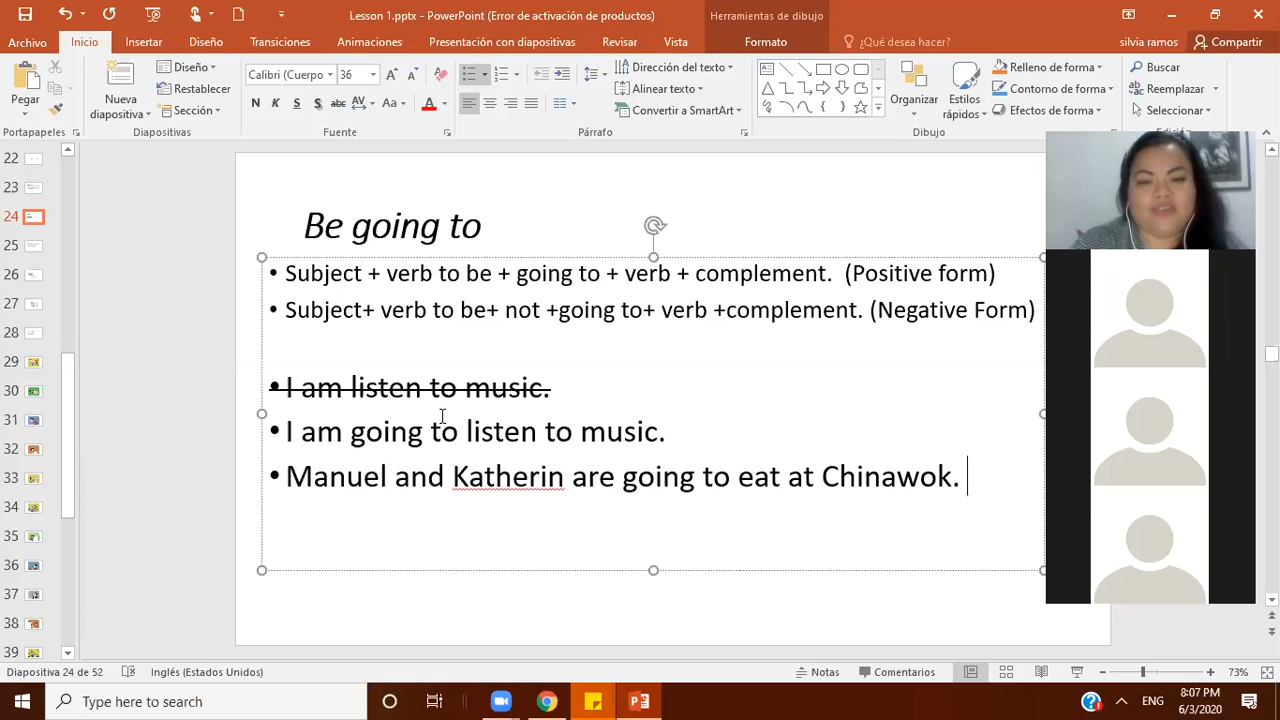 Lesson 1.pptx - PowerPoint (Error de activación de productos)
Herramientas de dibujo
Archivo Inicio Insertar Diseño Transiciones Animaciones Presentación con diapositivas Revisar Vista Formato ¿Qué desea hacer? silvia ramos Compartir
Pegar
Nueva diapositiva
Diseño
Restablecer
Sección
Calibri (Cuerpo 36
N K S S abc AV Aa A
Dirección del texto
Alinear texto
Convertir a SmartArt
Organizar
Estilos rápidos
Relleno de forma
Contorno de forma
Efectos de forma
Buscar
Reemplazar
Seleccionar
Portapapeles Diapositivas Fuente Párrafo Dibujo
22
23
24
25
26
27
28
29
30
31
32
33
34
35
36
37
38
39
Be going to
• Subject + verb to be + going to + verb + complement. (Positive form)
• Subject+ verb to be+ not +going to+ verb +complement. (Negative Form)
• I am listen to music.
• I am going to listen to music.
• Manuel and Katherin are going to eat at Chinawok.
Diapositiva 24 de 52 Inglés (Estados Unidos) Notas Comentarios 73%
Type here to search
ENG
8:07 PM
6/3/2020